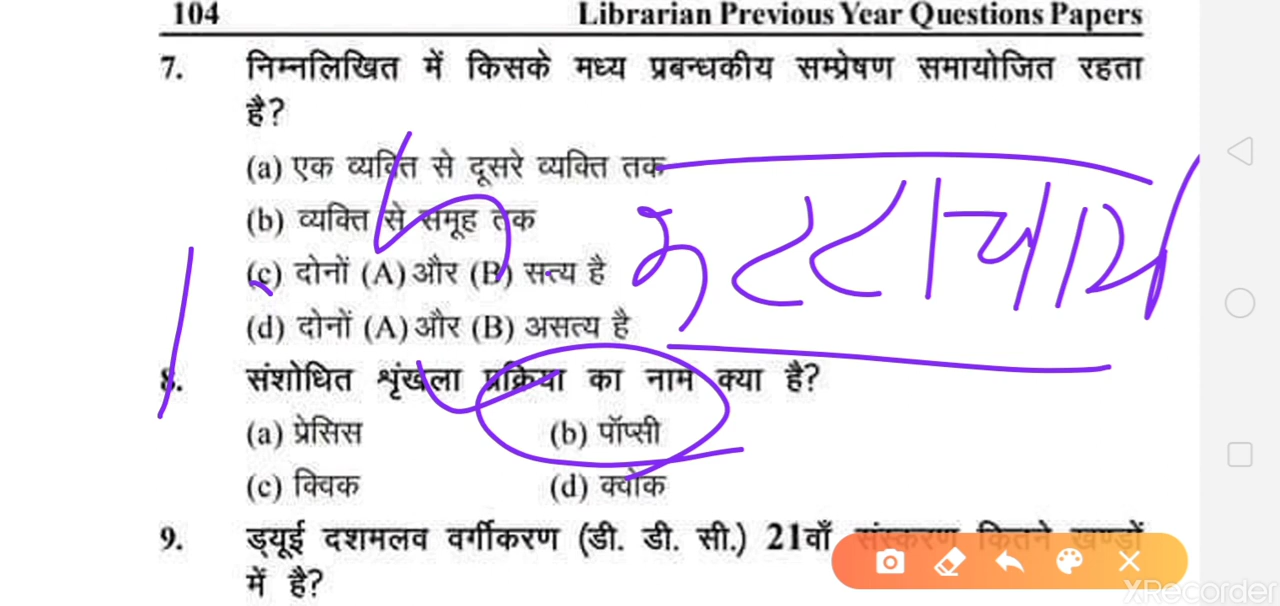 104 Librarian Previous Year Questions Papers
7. निम्नलिखित में किसके मध्य प्रबन्धकीय सम्प्रेषण समायोजित रहता
है?
(a) एक व्यक्ति से दूसरे व्यक्ति तक
(b) व्यक्ति से समूह तक
(c) दोनों (A) और (B) सत्य है
(d) दोनों (A) और (B) असत्य है
8. संशोधित शृंखला प्रक्रिया का नाम क्या है?
(a) प्रेसिस (b) पॉप्सी
(c) क्विक (d) क्योक
9. ड्यूई दशमलव वर्गीकरण (डी. डी. सी.) 21वाँ संस्करण कितने खण्डों
में है?
XRecorder